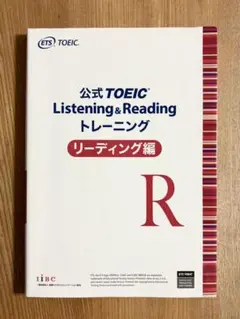 ETS TOEIC
公式 TOEIC®
Listening & Reading
トレーニング
リーディング編
R
iibc